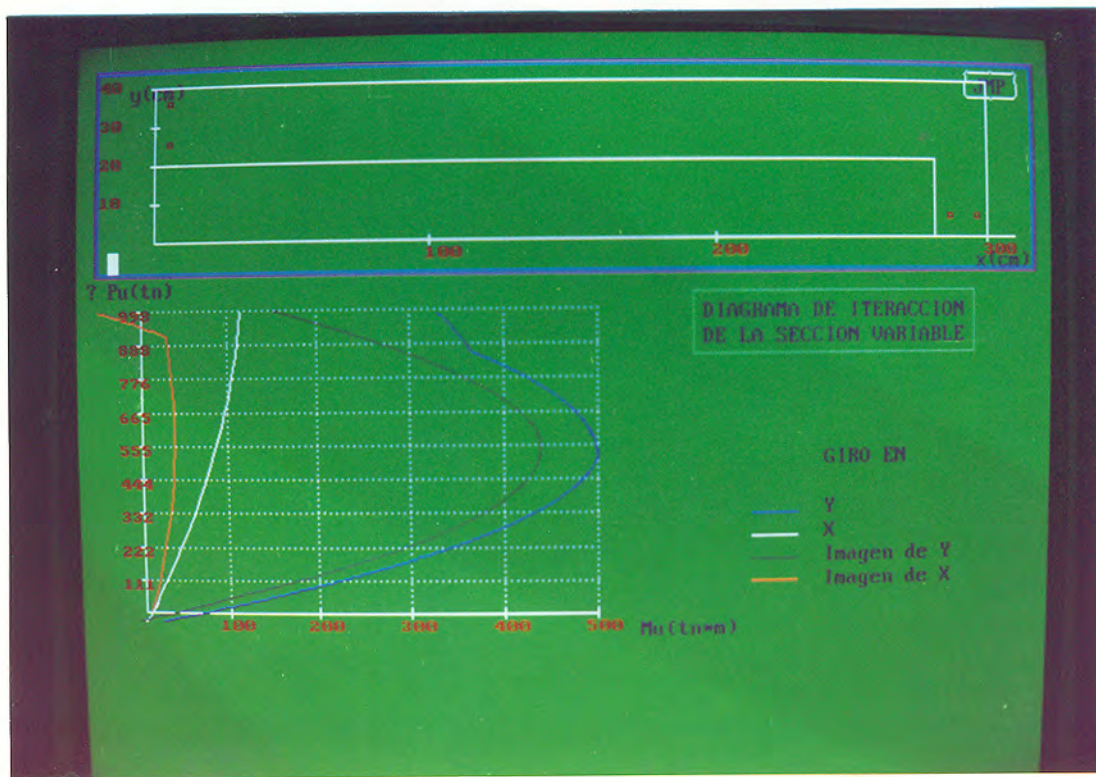 40 y(cm) aMP
30
20
10
100 200 300
x(cm)
? Pu(tn)
998
888
776
665
555
444
332
222
111
100 200 300 400 500 Mu(tn*m)
DIAGRAMA DE ITERACCION
DE LA SECCION VARIABLE
GIRO EN
Y
X
Imagen de Y
Imagen de X